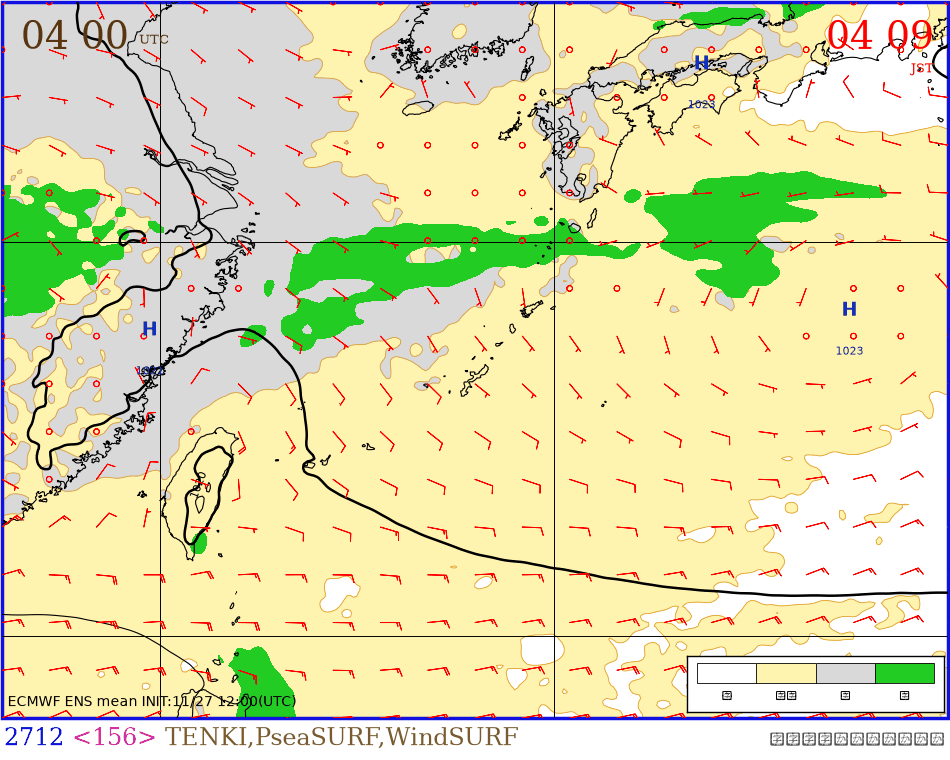 04 00 UTC
04 09
JST
H
1023
H
1023
H
ECMWF ENS mean INIT:11/27 12:00(UTC)
2712 <156> TENKI,PseaSURF,WindSURF